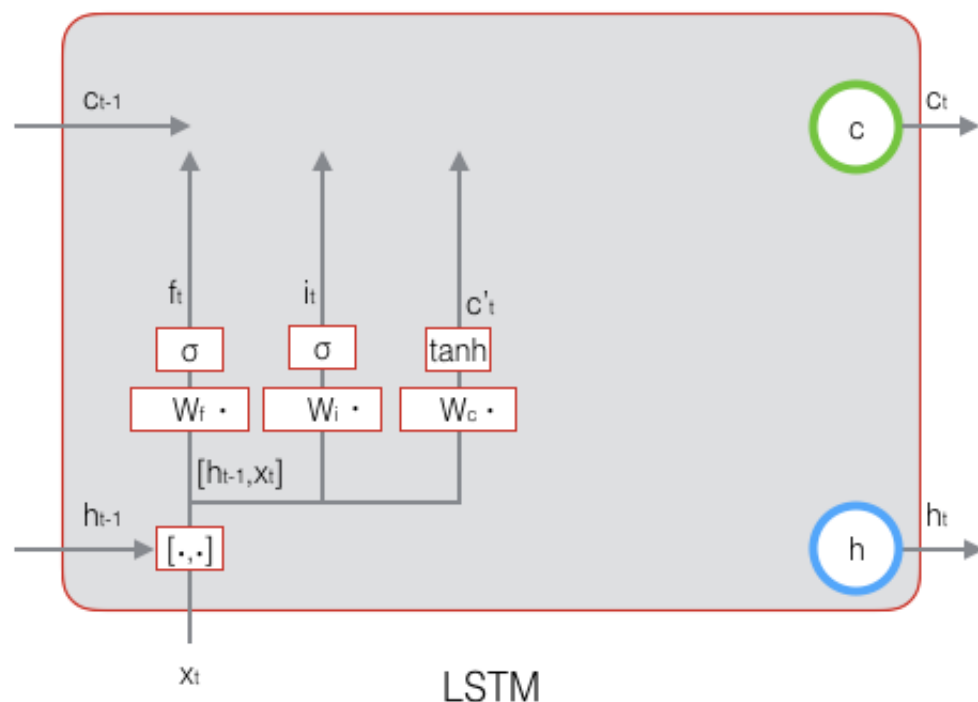 Ct-1
Ct
c
ft
it
c't
σ
σ
tanh
Wf ·
Wi ·
Wc ·
[ht-1,xt]
ht-1
ht
[·,·]
h
xt
LSTM